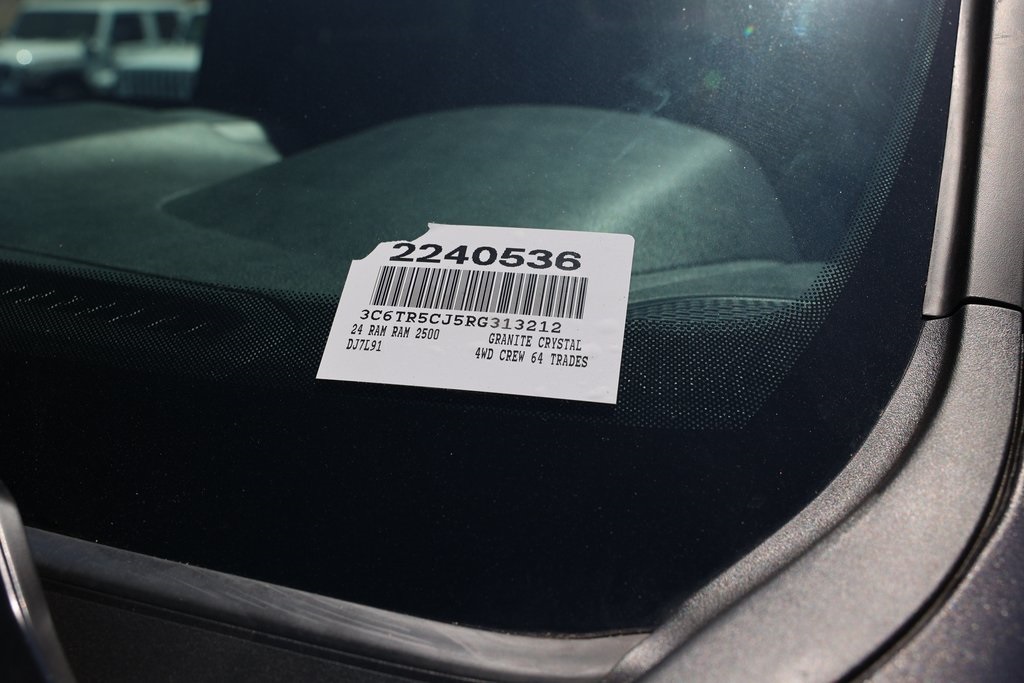 2240536
3C6TR5CJ5RG313212
24 RAM RAM 2500 GRANITE CRYSTAL
DJ7L91 4WD CREW 64 TRADES